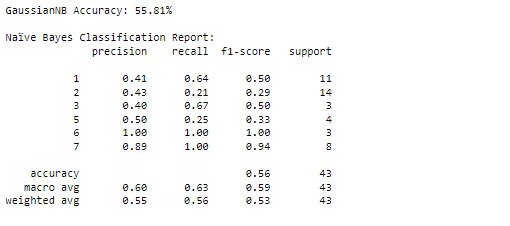 GaussianNB Accuracy: 55.81%
Naïve Bayes Classification Report:
precision recall f1-score support
1 0.41 0.64 0.50 11
2 0.43 0.21 0.29 14
3 0.40 0.67 0.50 3
5 0.50 0.25 0.33 4
6 1.00 1.00 1.00 3
7 0.89 1.00 0.94 8
accuracy 0.56 43
macro avg 0.60 0.63 0.59 43
weighted avg 0.55 0.56 0.53 43